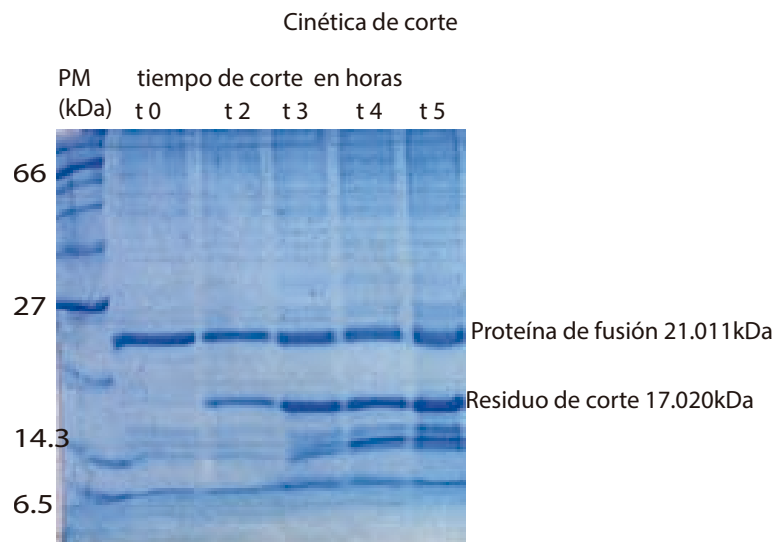 Cinética de corte
PM tiempo de corte en horas
(kDa) t 0 t 2 t 3 t 4 t 5
66
27
Proteína de fusión 21.011kDa
Residuo de corte 17.020kDa
14.3
6.5